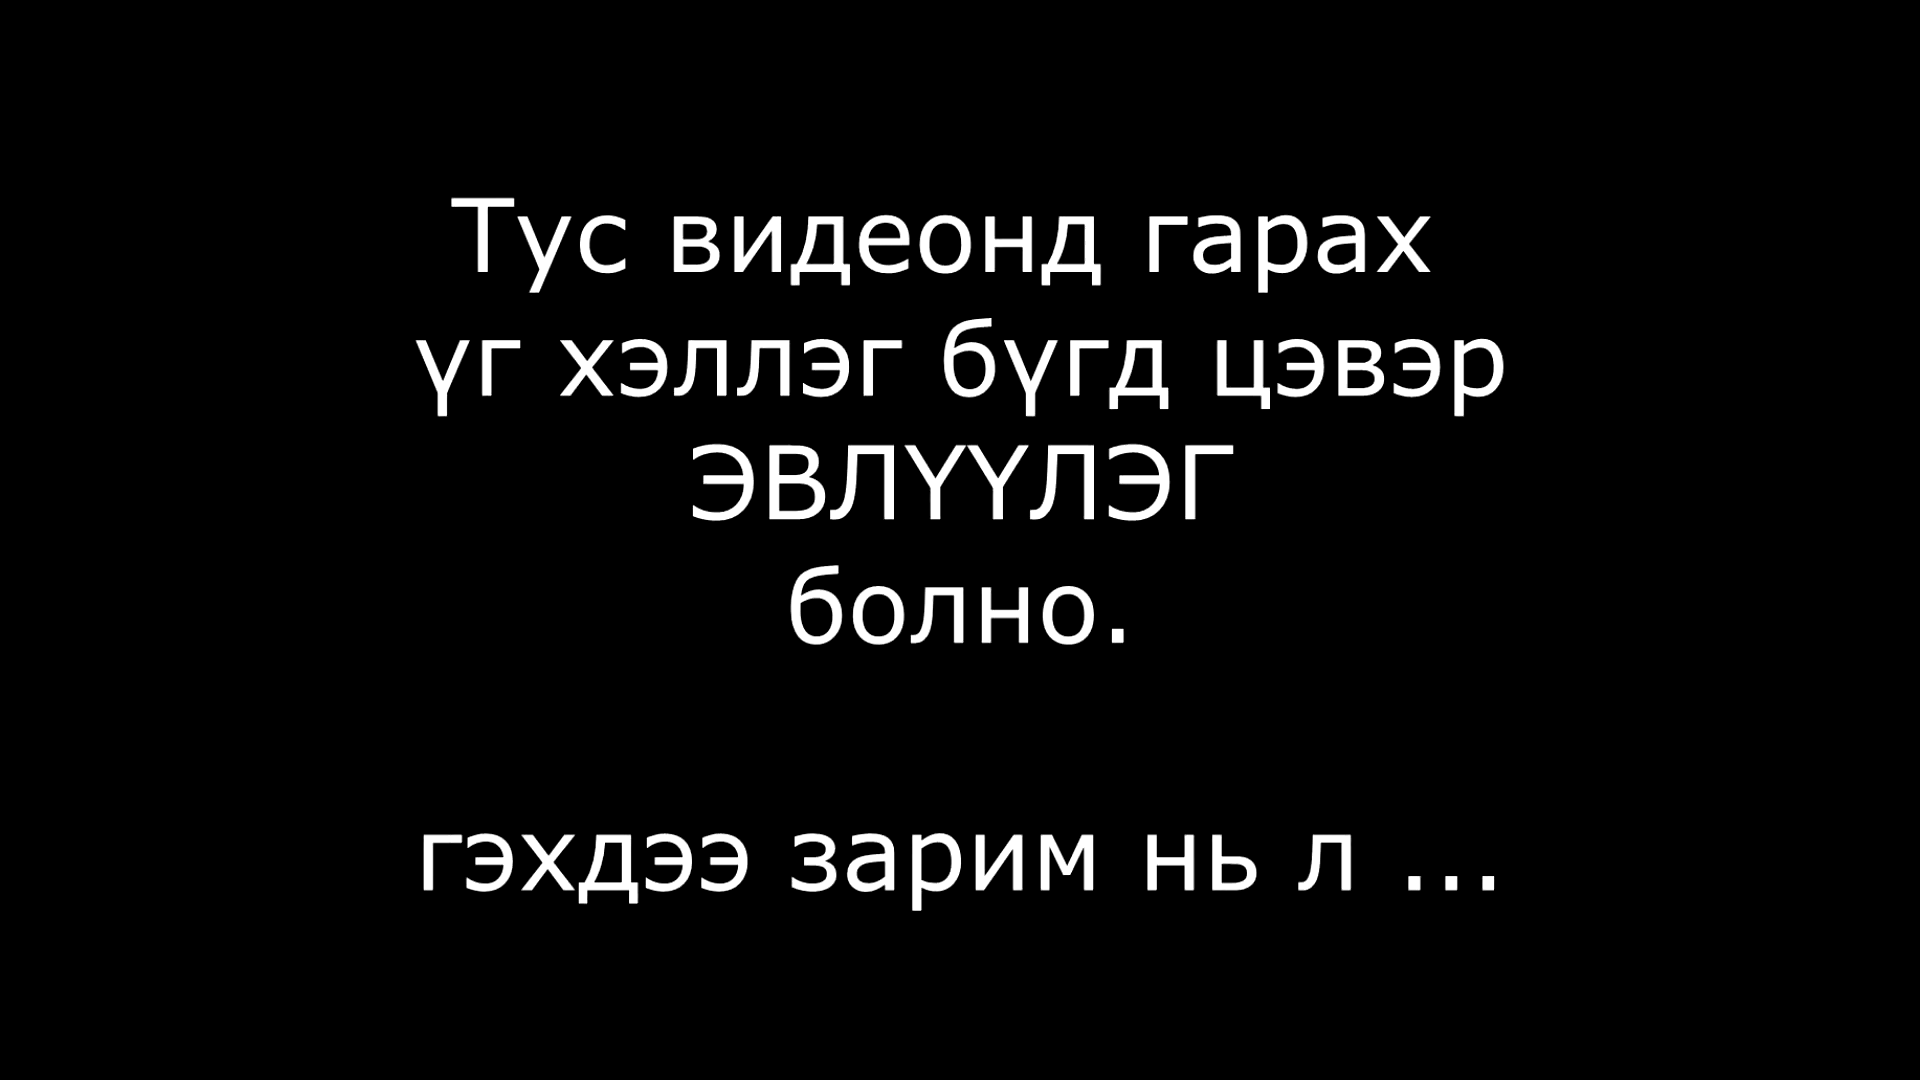 Тус видеонд гарах
үг хэллэг бүгд цэвэр
ЭВЛҮҮЛЭГ
болно.
гэхдээ зарим нь л ...